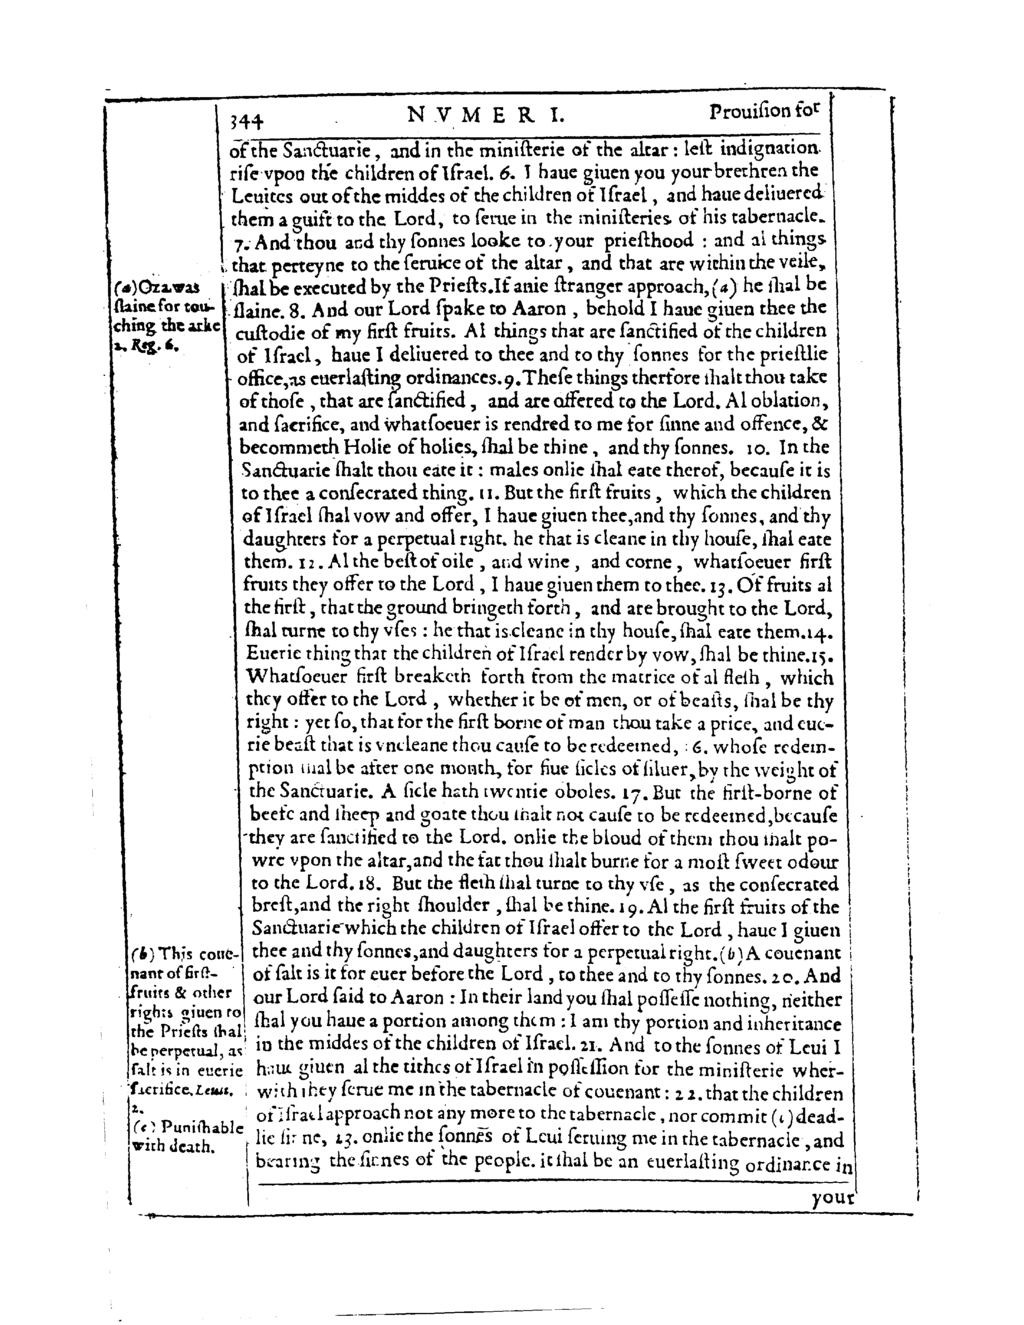 344 NVMERI. Prouiſion for
of the Sanctuarie, and in the miniſterie of the altar: leſt indignation
riſe vpon the children of Iſrael. 6. I haue giuen you your brethren the
Leuites out of the middes of the children of Iſrael, and haue deliuered
them a guift to the Lord, to ſerue in the miniſteries of his tabernacle.
7. And thou and thy ſonnes looke to your prieſthood : and al things
that perteyne to the ſeruice of the altar, and that are within the veile,
ſhal be executed by the Prieſts. If anie ſtranger approach, (a) he ſhal be
ſlaine. 8. And our Lord ſpake to Aaron, behold I haue giuen thee the
cuſtodie of my firſt fruits. Al things that are ſanctified of the children
of Iſrael, haue I deliuered to thee and to thy ſonnes for the prieſtlie
office, as euerlaſting ordinances. 9. Theſe things therfore ſhalt thou take
of thoſe, that are ſanctified, and are offered to the Lord. Al oblation,
and ſacrifice, and whatſoeuer is rendred to me for ſinne and offence, &
becommeth Holie of holies, ſhal be thine, and thy ſonnes. 10. In the
Sanctuarie ſhalt thou eate it : males onlie ſhal eate therof, becauſe it is
to thee a conſecrated thing. 11. But the firſt fruits, which the children
of Iſrael ſhal vow and offer, I haue giuen thee, and thy ſonnes, and thy
daughters for a perpetual right. he that is cleane in thy houſe, ſhal eate
them. 12. Al the beſt of oile, and wine, and corne, whatſoeuer firſt
fruits they offer to the Lord, I haue giuen them to thee. 13. Of fruits al
the firſt, that the ground bringeth forth, and are brought to the Lord,
ſhal turne to thy vſes : he that is cleane in thy houſe, ſhal eate them. 14.
Euerie thing that the children of Iſrael render by vow, ſhal be thine. 15.
Whatſoeuer firſt breaketh forth from the matrice of al fleſh, which
they offer to the Lord, whether it be of men, or of beaſts, ſhal be thy
right : yet ſo, that for the firſt borne of man thou take a price, and eue-
rie beaſt that is vncleane thou cauſe to be redeemed, 16. whoſe redem-
ption ſhal be after one month, for fiue ſicles of ſiluer, by the weight of
the Sanctuarie. A ſicle hath twentie oboles. 17. But the firſt-borne of
beefe and ſheep and goate thou ſhalt not cauſe to be redeemed, becauſe
they are ſanctified to the Lord. onlie the bloud of them thou ſhalt po-
wre vpon the altar, and the fat thou ſhalt burne for a moſt ſweet odour
to the Lord. 18. But the fleſh ſhal turne to thy vſe, as the conſecrated
breſt, and the right ſhoulder, ſhal be thine. 19. Al the firſt fruits of the
Sanctuarie which the children of Iſrael offer to the Lord, haue I giuen
thee and thy ſonnes, and daughters for a perpetual right. (b) A couenant
of ſalt is it for euer before the Lord, to thee and to thy ſonnes. 20. And
our Lord ſaid to Aaron : In their land you ſhal poſſeſſe nothing, neither
ſhal you haue a portion among them : I am thy portion and inheritance
in the middes of the children of Iſrael. 21. And to the ſonnes of Leui I
haue giuen al the tithes of Iſrael in poſſeſſion for the miniſterie wher-
with they ſerue me in the tabernacle of couenant : 22. that the children
of Iſrael approach not any more to the tabernacle, nor commit (c) dead-
lie ſinne, 23. onlie the ſonnes of Leui ſeruing me in the tabernacle, and
bearing the ſinnes of the people. it ſhal be an euerlaſting ordinance in
your
(a) Oza was
ſlaine for tou-
ching the arke
2. Reg. 6.
(b) This coue-
nant of firſt-
fruits & other
rights giuen to
the Prieſts ſhal
be perpetual, as
ſalt is in euerie
ſacrifice. Leuit.
2.
(c) Puniſhable
with death.